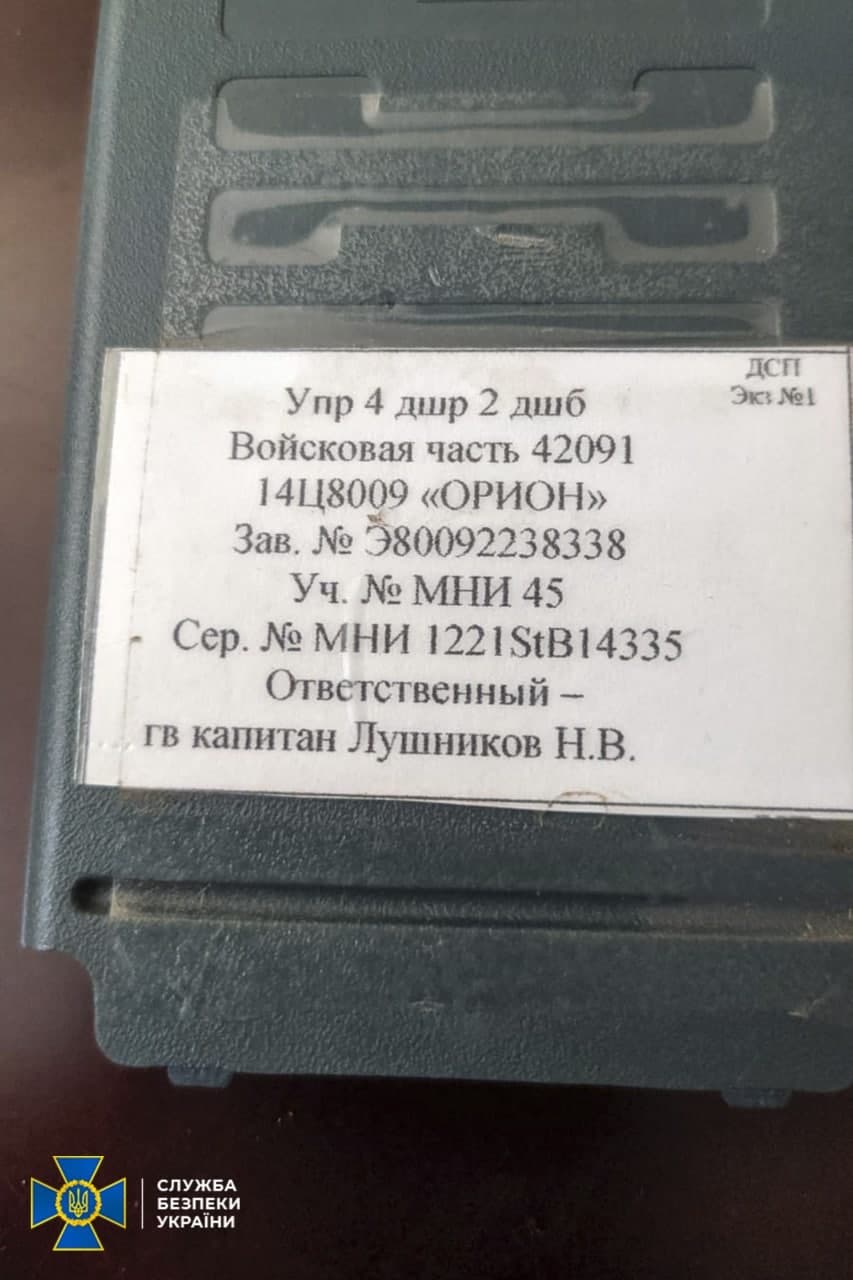 ДСП
Экз №1
Упр 4 дшр 2 дшб
Войсковая часть 42091
14Ц8009 «ОРИОН»
Зав. № Э80092238338
Уч. № МНИ 45
Сер. № МНИ 1221StB14335
Ответственный –
гв капитан Лушников Н.В.
СЛУЖБА
БЕЗПЕКИ
УКРАЇНИ